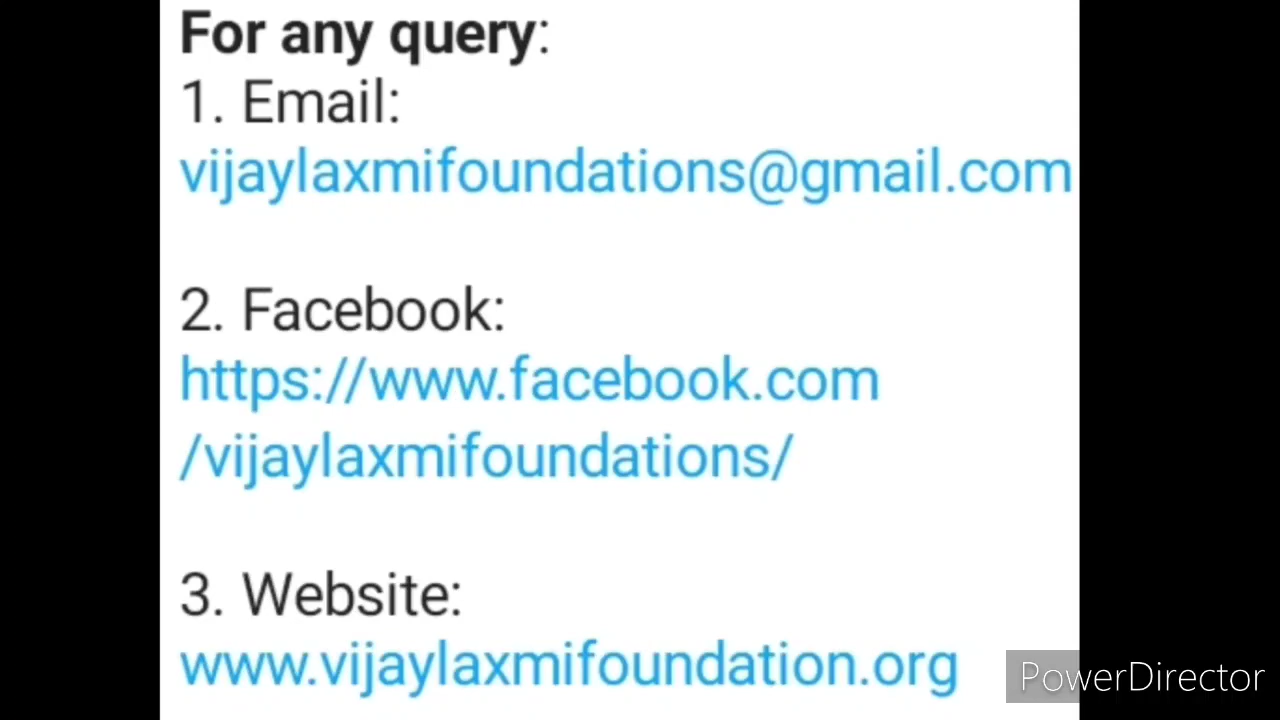 For any query:
1. Email:
vijaylaxmifoundations@gmail.com
2. Facebook:
https://www.facebook.com
/vijaylaxmifoundations/
3. Website:
www.vijaylaxmifoundation.org
PowerDirector